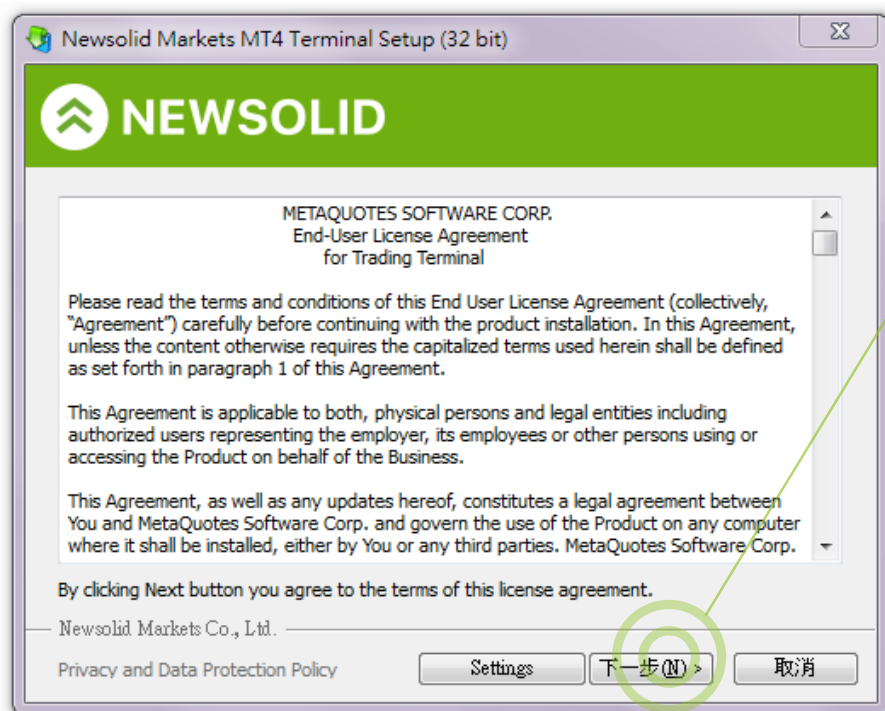 Newsolid Markets MT4 Terminal Setup (32 bit)
NEWSOLID
METAQUOTES SOFTWARE CORP.
End-User License Agreement
for Trading Terminal
Please read the terms and conditions of this End User License Agreement (collectively,
“Agreement”) carefully before continuing with the product installation. In this Agreement,
unless the content otherwise requires the capitalized terms used herein shall be defined
as set forth in paragraph 1 of this Agreement.
This Agreement is applicable to both, physical persons and legal entities including
authorized users representing the employer, its employees or other persons using or
accessing the Product on behalf of the Business.
This Agreement, as well as any updates hereof, constitutes a legal agreement between
You and MetaQuotes Software Corp. and govern the use of the Product on any computer
where it shall be installed, either by You or any third parties. MetaQuotes Software Corp.
By clicking Next button you agree to the terms of this license agreement.
Newsolid Markets Co., Ltd.
Privacy and Data Protection Policy Settings 下一步(N) > 取消